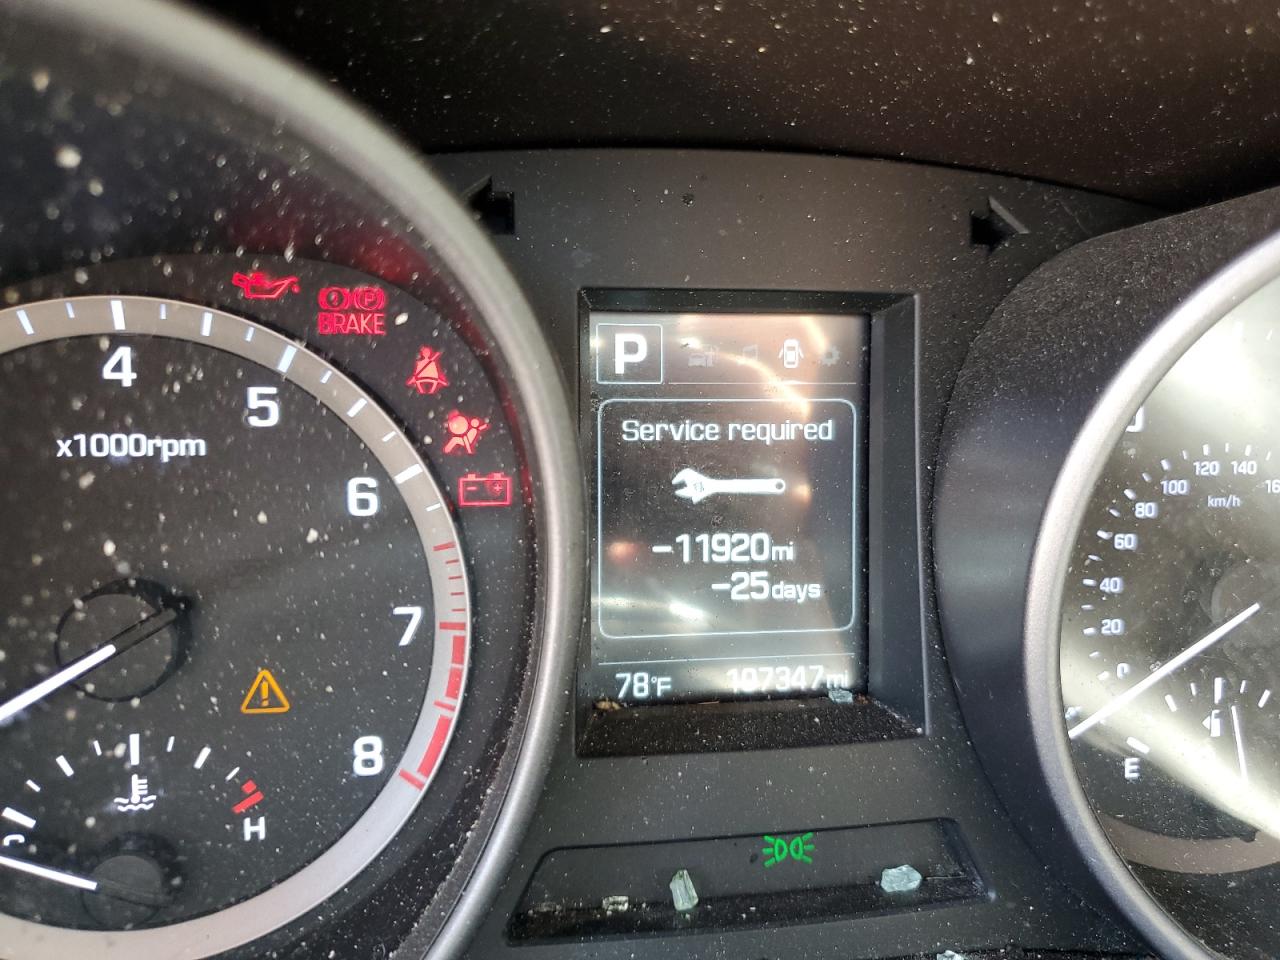 BRAKE
4
5
x1000rpm
6
7
8
H
C
P
Service required
-11920mi
-25days
78°F
107347mi
120
140
100
km/h
80
60
40
20
0
E